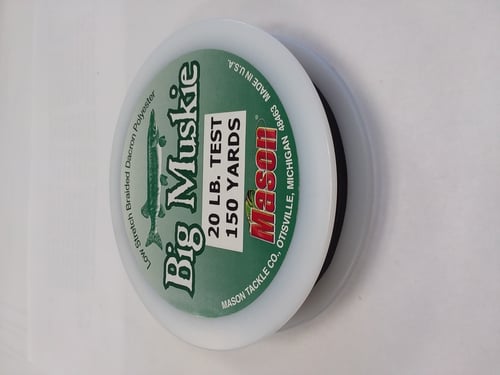 Low Stretch Braided Dacron Polyester
Big Muskie
20 LB. TEST
150 YARDS
Mason®
MASON TACKLE CO., OTISVILLE, MICHIGAN 48463 MADE IN U.S.A.